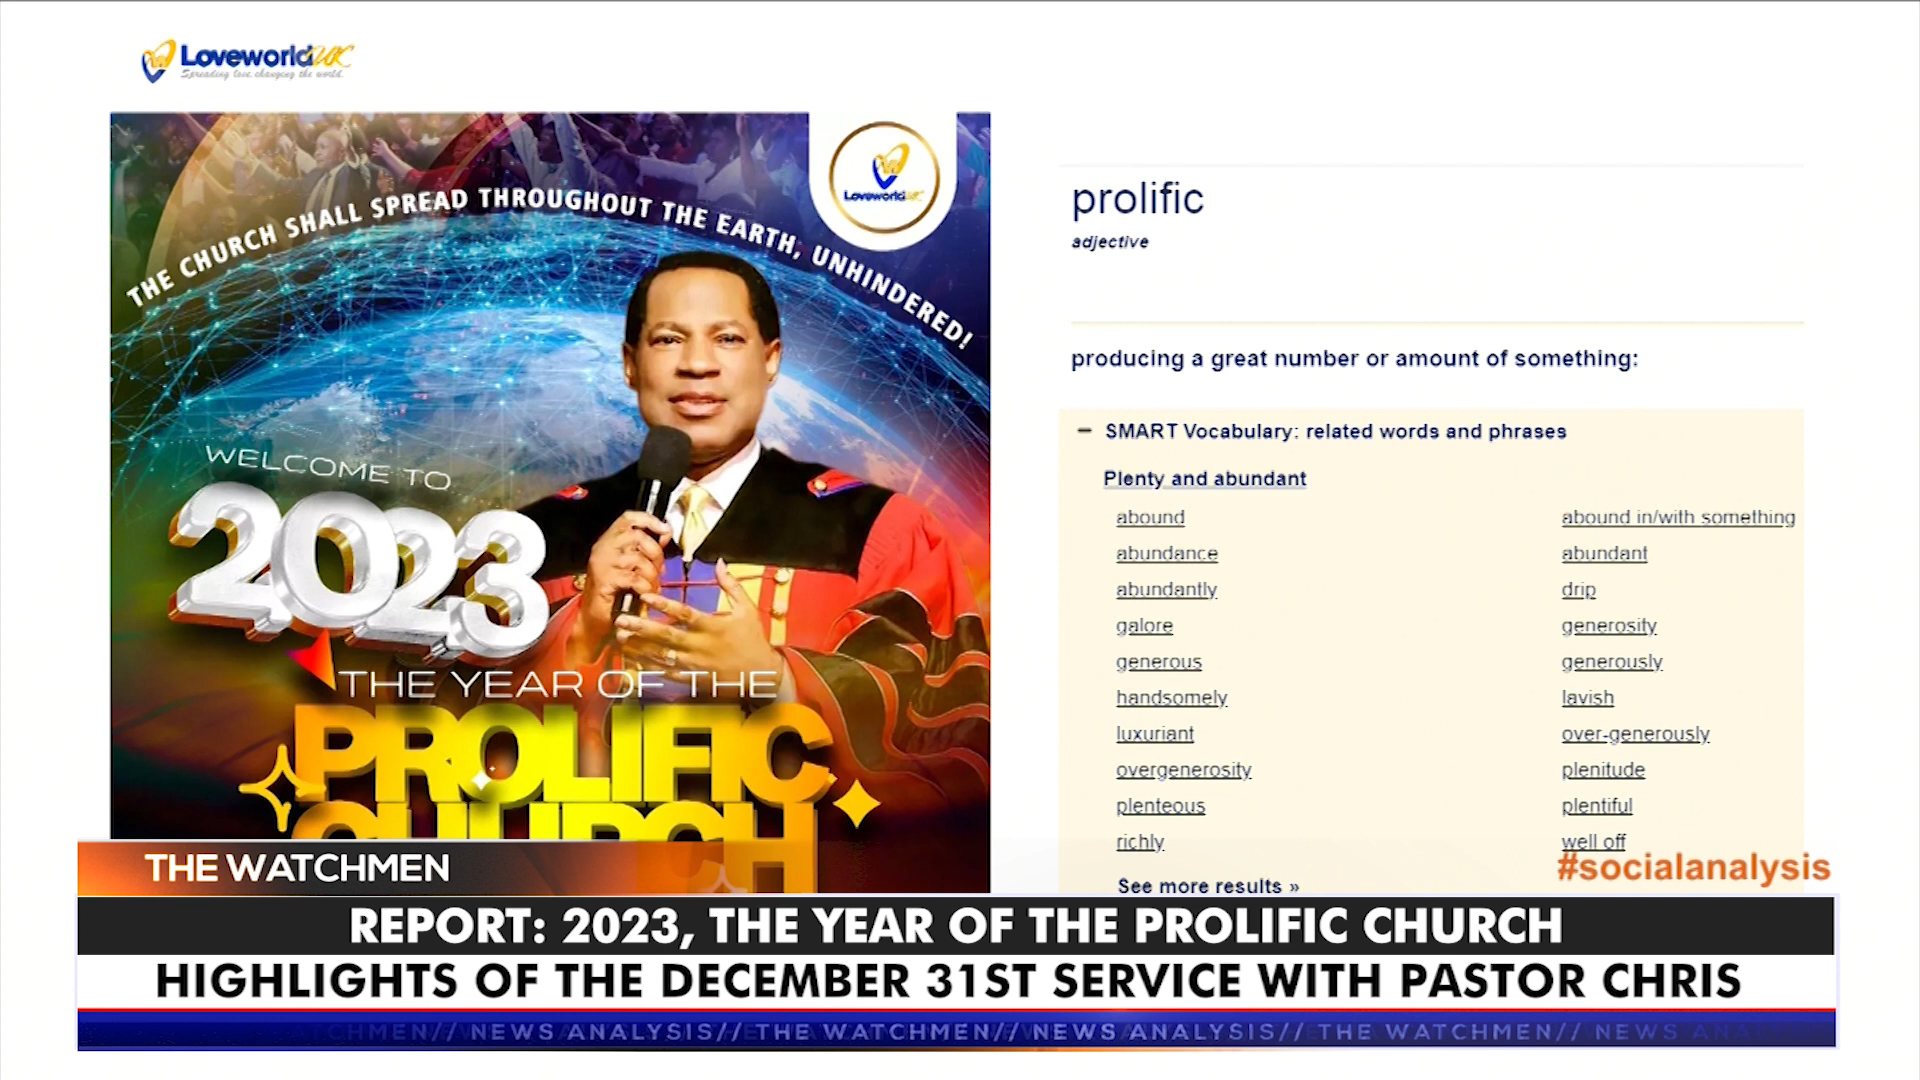 LoveworldUK
Spreading love, changing the world.
THE CHURCH SHALL SPREAD THROUGHOUT THE EARTH, UNHINDERED!
LoveworldUK
WELCOME TO
2023
THE YEAR OF THE
PROLIFIC
CHURCH
prolific
adjective
producing a great number or amount of something:
– SMART Vocabulary: related words and phrases
Plenty and abundant
abound
abound in/with something
abundance
abundant
abundantly
drip
galore
generosity
generous
generously
handsomely
lavish
luxuriant
over-generously
overgenerosity
plenitude
plenteous
plentiful
richly
well off
See more results »
#socialanalysis
THE WATCHMEN
REPORT: 2023, THE YEAR OF THE PROLIFIC CHURCH
HIGHLIGHTS OF THE DECEMBER 31ST SERVICE WITH PASTOR CHRIS
CHMEN// NEWS ANALYSIS// THE WATCHMEN// NEWS ANALYSIS// THE WATCHMEN// NEWS ANA